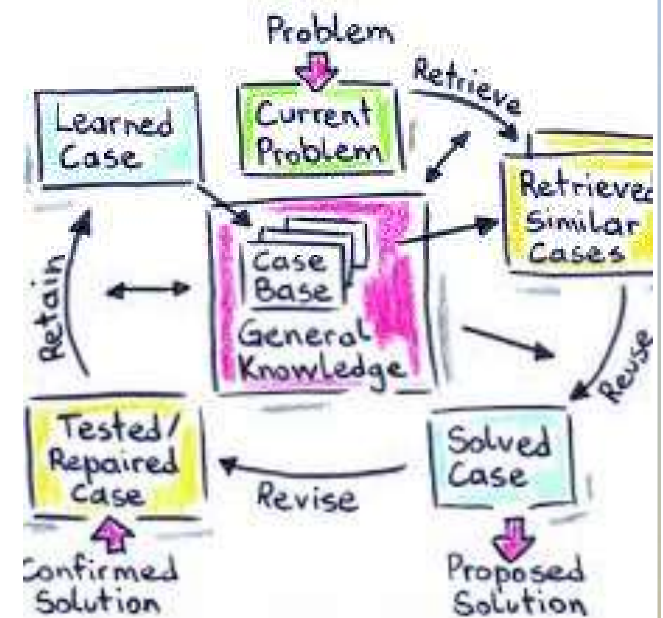 Problem
Retrieve
Learned
Case
Current
Problem
Retrieved
Similar
Cases
Case
Base
General
Knowledge
Retain
Reuse
Tested/
Repaired
Case
Solved
Case
Revise
Confirmed
Solution
Proposed
Solution